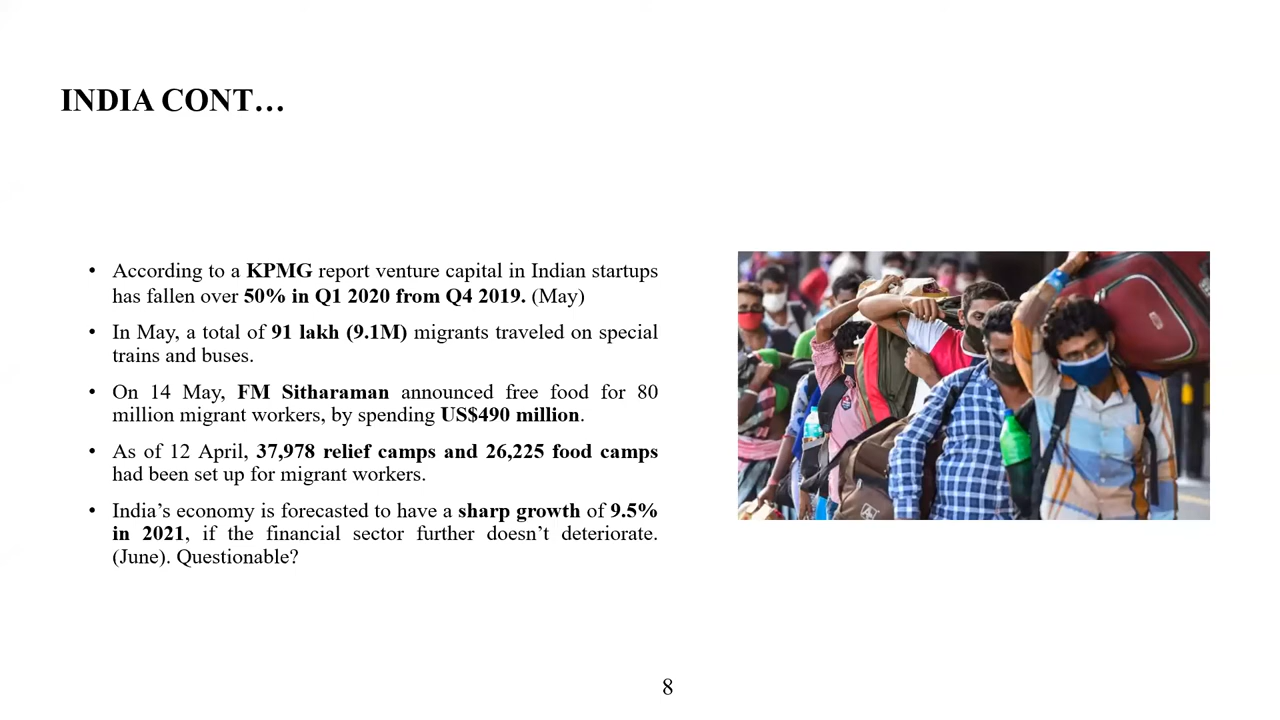 INDIA CONT…
• According to a KPMG report venture capital in Indian startups
has fallen over 50% in Q1 2020 from Q4 2019. (May)
• In May, a total of 91 lakh (9.1M) migrants traveled on special
trains and buses.
• On 14 May, FM Sitharaman announced free food for 80
million migrant workers, by spending US$490 million.
• As of 12 April, 37,978 relief camps and 26,225 food camps
had been set up for migrant workers.
• India’s economy is forecasted to have a sharp growth of 9.5%
in 2021, if the financial sector further doesn’t deteriorate.
(June). Questionable?
8